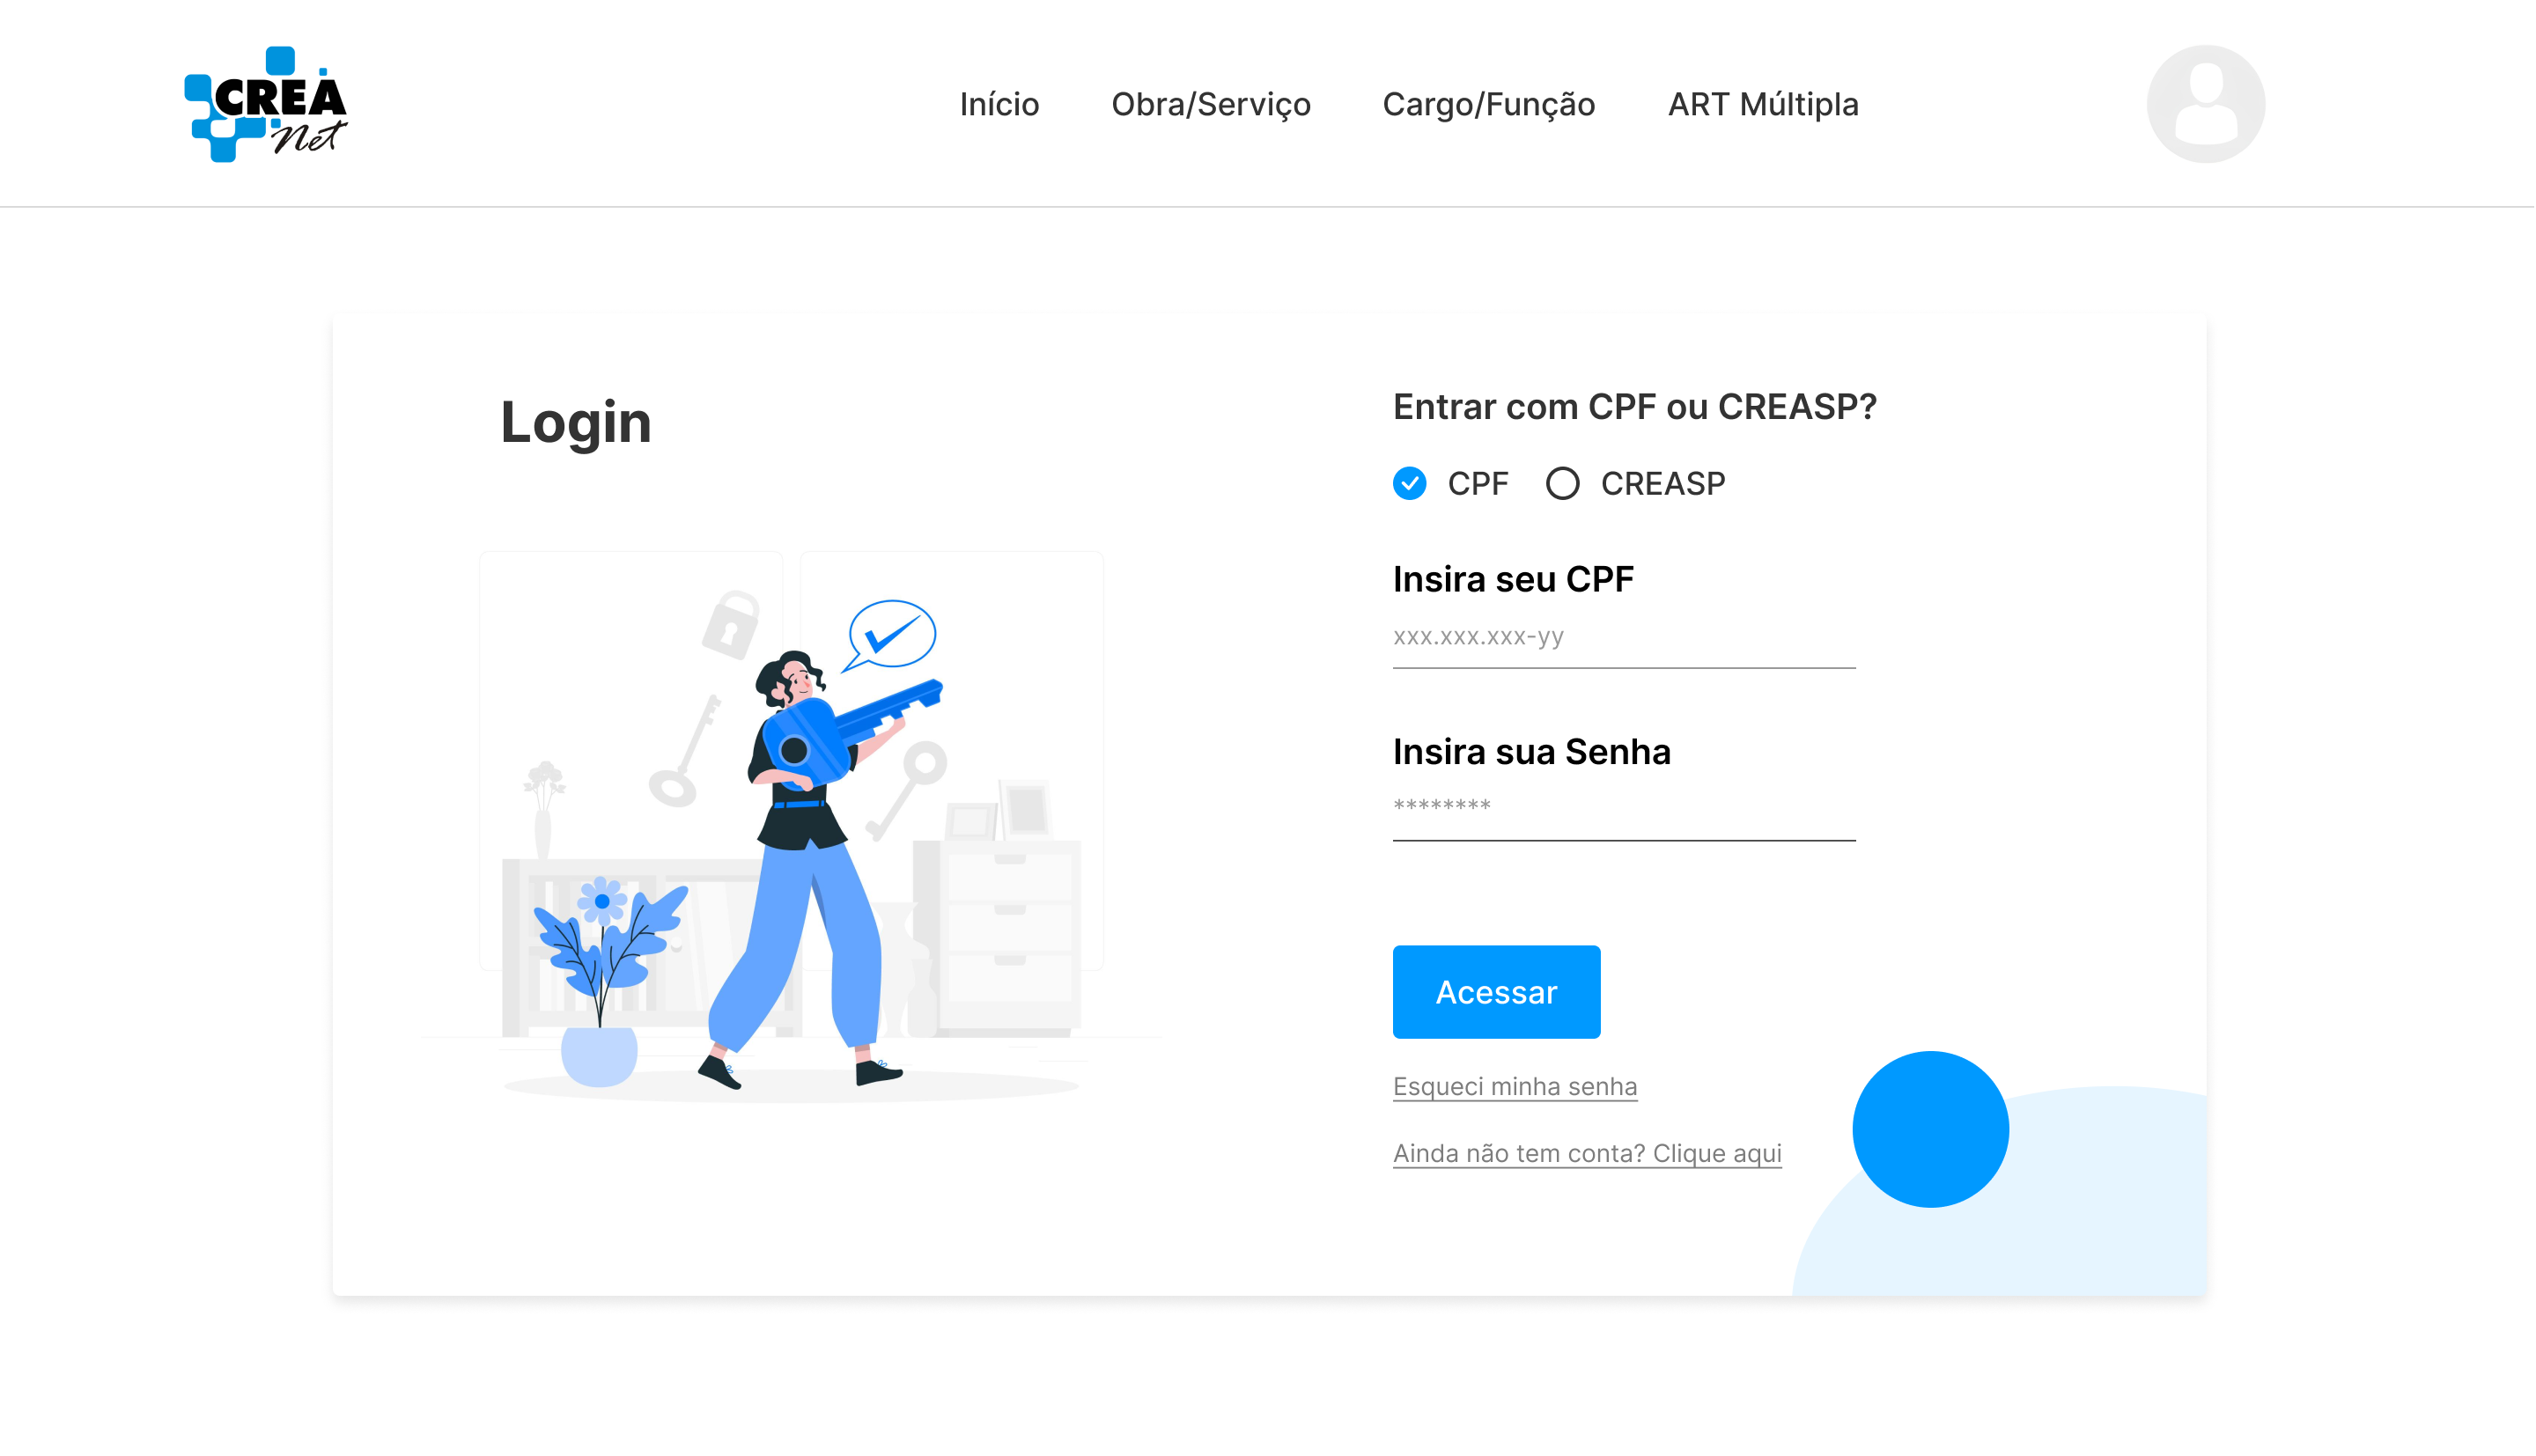 CREA
Net
Início Obra/Serviço Cargo/Função ART Múltipla
Login
Entrar com CPF ou CREASP?
CPF CREASP
Insira seu CPF
xxx.xxx.xxx-yy
Insira sua Senha
********
Acessar
Esqueci minha senha
Ainda não tem conta? Clique aqui